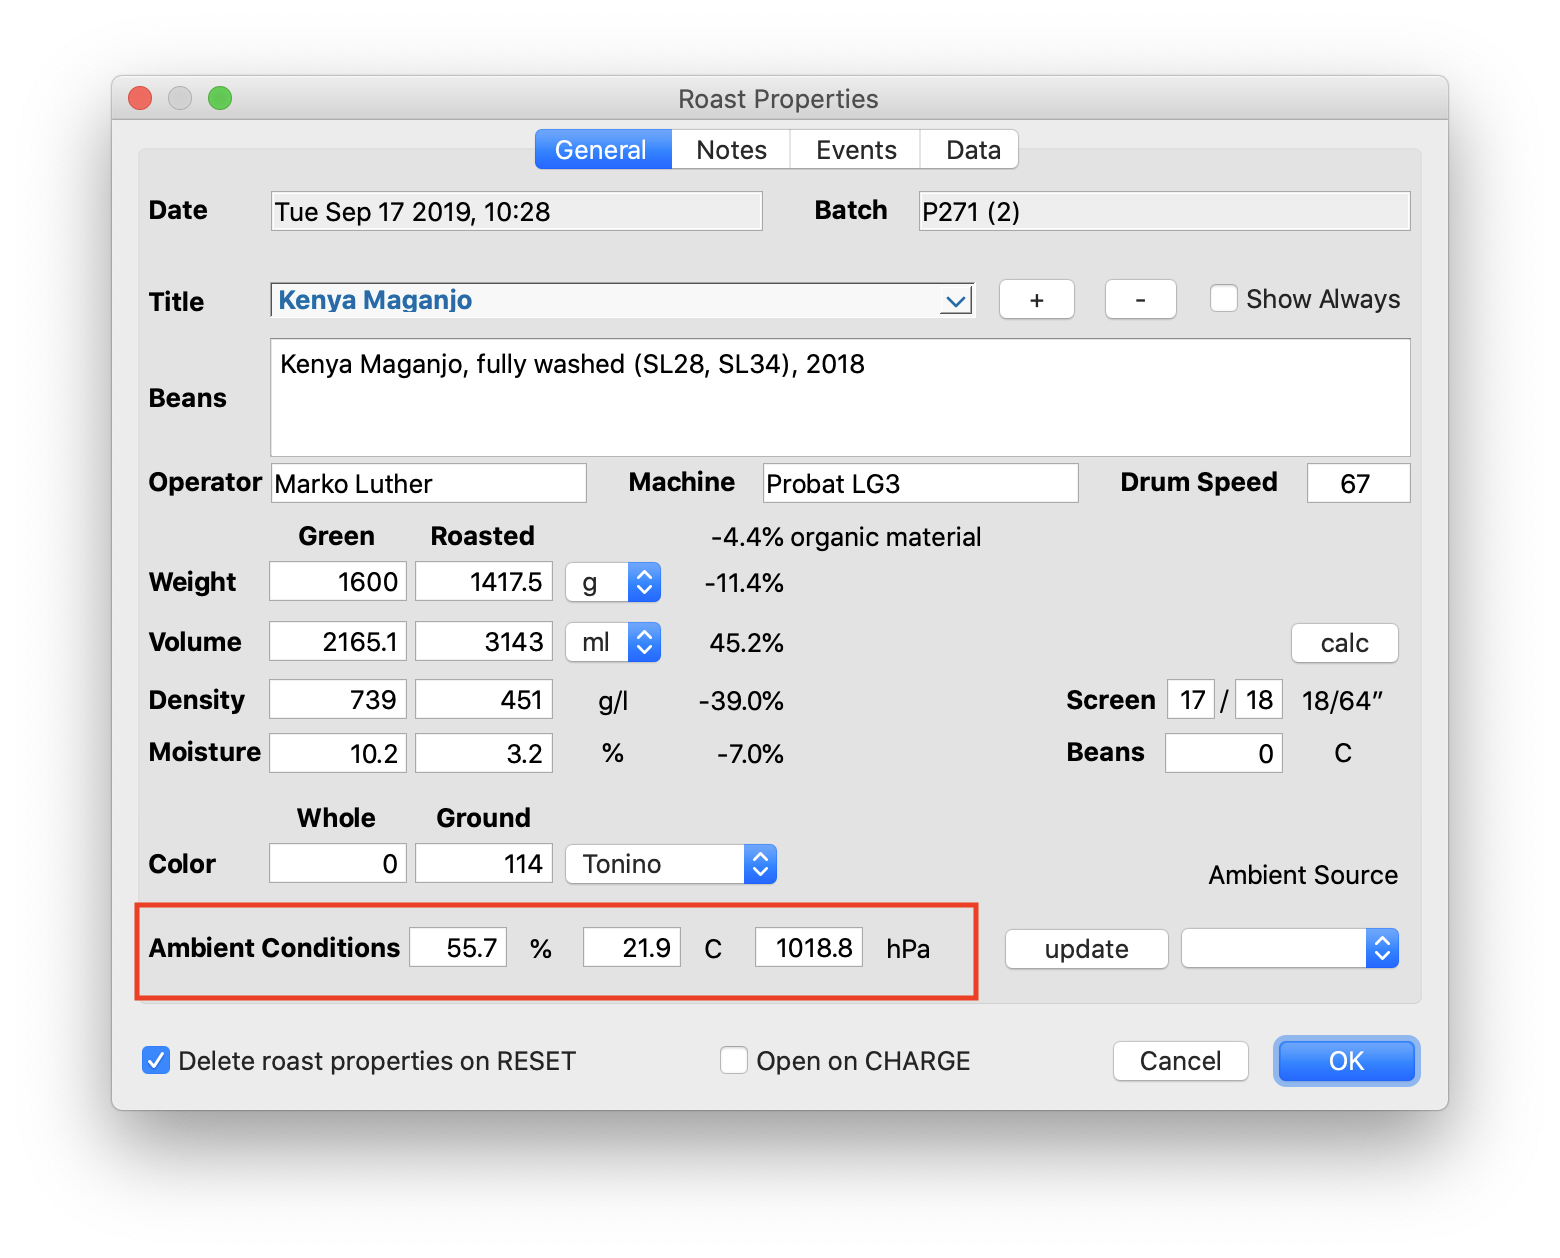 Roast Properties
General Notes Events Data
Date Tue Sep 17 2019, 10:28 Batch P271 (2)
Title Kenya Maganjo + - Show Always
Beans Kenya Maganjo, fully washed (SL28, SL34), 2018
Operator Marko Luther Machine Probat LG3 Drum Speed 67
Green Roasted -4.4% organic material
Weight 1600 1417.5 g -11.4%
Volume 2165.1 3143 ml 45.2% calc
Density 739 451 g/l -39.0% Screen 17 / 18 18/64”
Moisture 10.2 3.2 % -7.0% Beans 0 C
Whole Ground
Color 0 114 Tonino
Ambient Source
Ambient Conditions 55.7 % 21.9 C 1018.8 hPa update
Delete roast properties on RESET Open on CHARGE Cancel OK